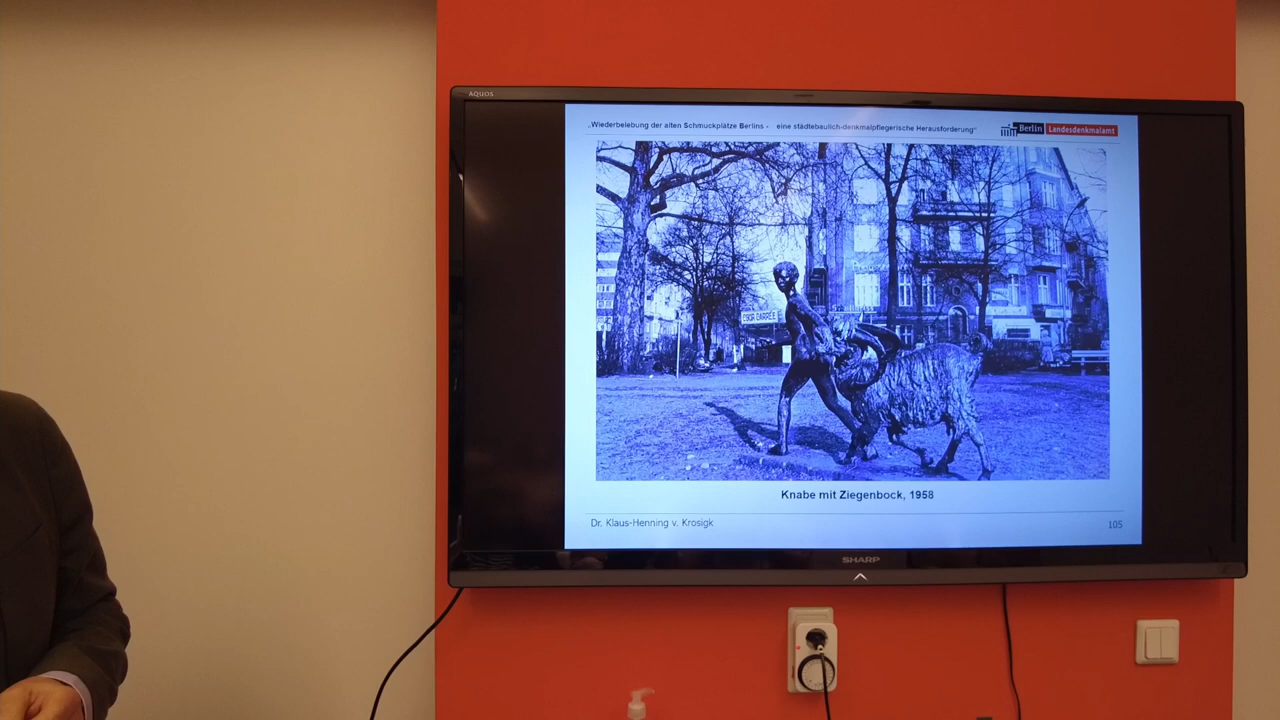 AQUOS
„Wiederbelebung der alten Schmuckplätze Berlins - eine städtebaulich-denkmalpflegerische Herausforderung“
Berlin Landesdenkmalamt
Knabe mit Ziegenbock, 1958
Dr. Klaus-Henning v. Krosigk
105
SHARP